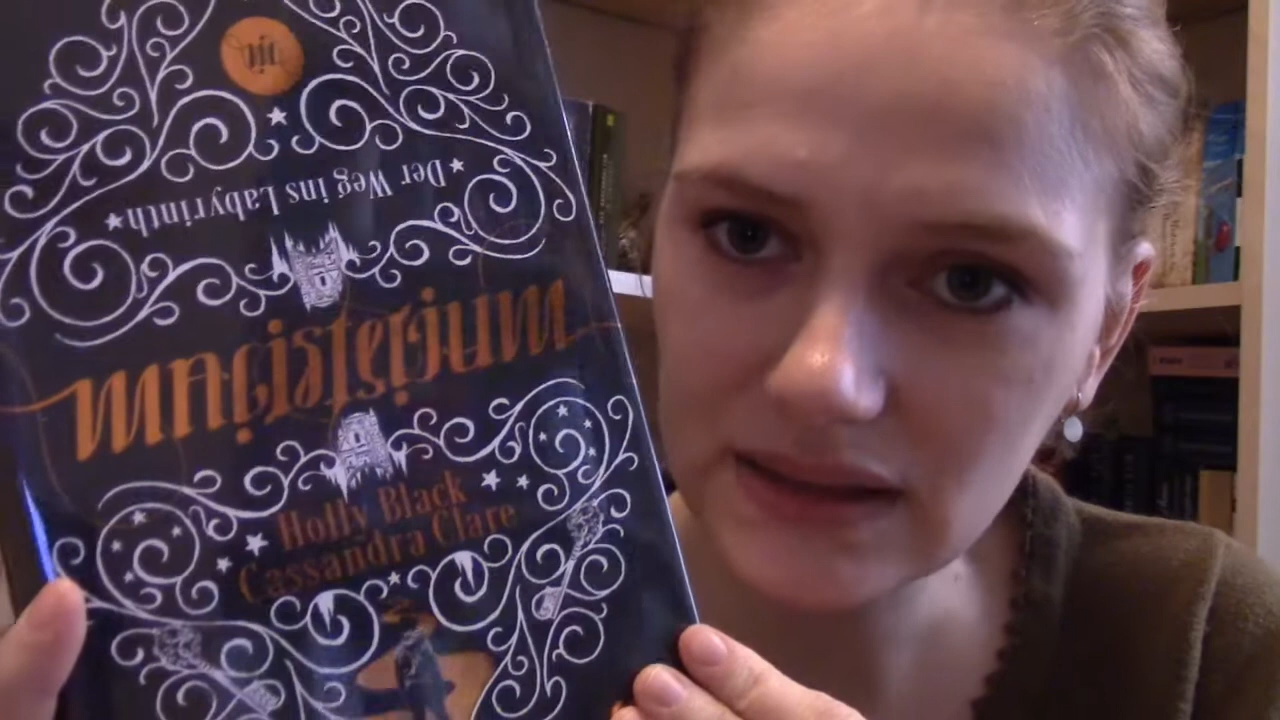 Der Weg ins Labyrinth
Magisterium
Holly Black
Cassandra Clare